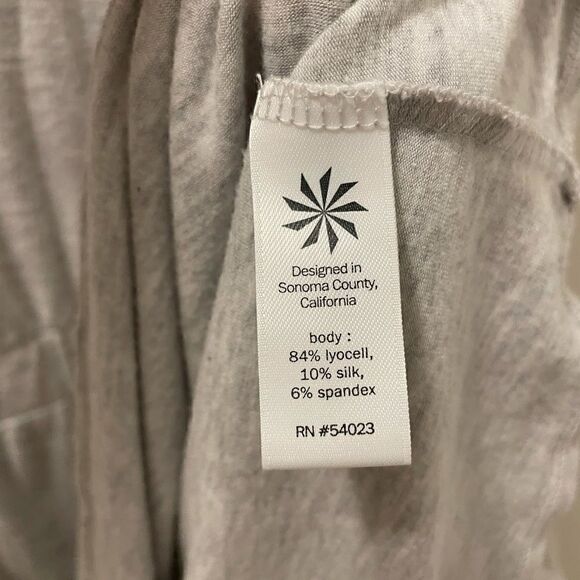 Designed in
Sonoma County,
California
body :
84% lyocell,
10% silk,
6% spandex
RN #54023